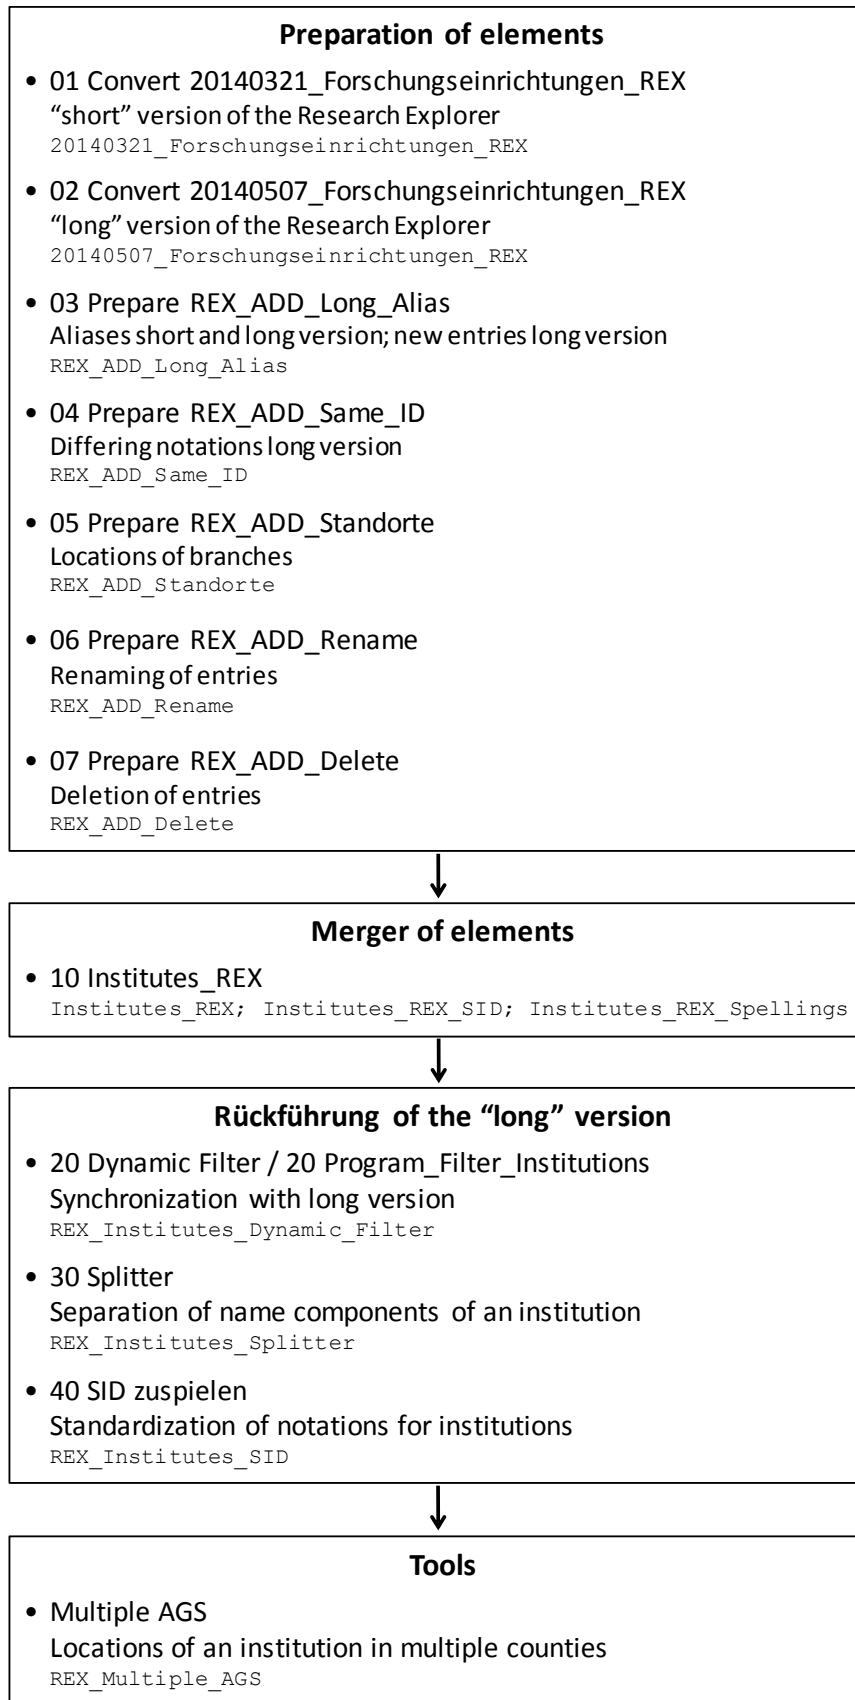 Preparation of elements
• 01 Convert 20140321_Forschungseinrichtungen_REX
“short” version of the Research Explorer
20140321_Forschungseinrichtungen_REX
• 02 Convert 20140507_Forschungseinrichtungen_REX
“long” version of the Research Explorer
20140507_Forschungseinrichtungen_REX
• 03 Prepare REX_ADD_Long_Alias
Aliases short and long version; new entries long version
REX_ADD_Long_Alias
• 04 Prepare REX_ADD_Same_ID
Differing notations long version
REX_ADD_Same_ID
• 05 Prepare REX_ADD_Standorte
Locations of branches
REX_ADD_Standorte
• 06 Prepare REX_ADD_Rename
Renaming of entries
REX_ADD_Rename
• 07 Prepare REX_ADD_Delete
Deletion of entries
REX_ADD_Delete
Merger of elements
• 10 Institutes_REX
Institutes_REX; Institutes_REX_SID; Institutes_REX_Spellings
Rückführung of the “long” version
• 20 Dynamic Filter / 20 Program_Filter_Institutions
Synchronization with long version
REX_Institutes_Dynamic_Filter
• 30 Splitter
Separation of name components of an institution
REX_Institutes_Splitter
• 40 SID zuspielen
Standardization of notations for institutions
REX_Institutes_SID
Tools
• Multiple AGS
Locations of an institution in multiple counties
REX_Multiple_AGS